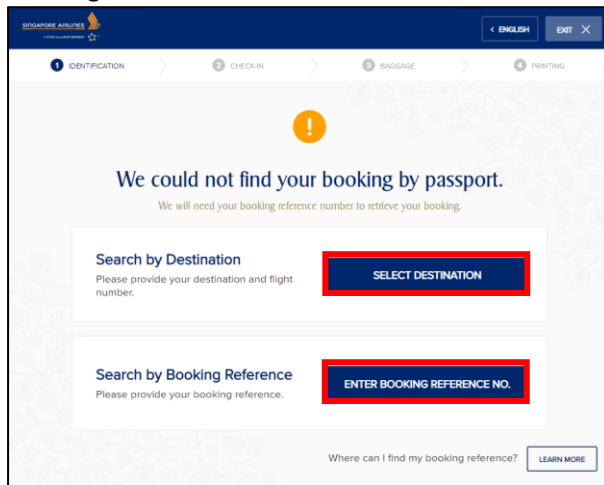 SINGAPORE AIRLINES
A STAR ALLIANCE MEMBER
< ENGLISH
EXIT ×
1 IDENTIFICATION
2 CHECK-IN
3 BAGGAGE
4 PRINTING
!
We could not find your booking by passport.
We will need your booking reference number to retrieve your booking.
Search by Destination
Please provide your destination and flight
number.
SELECT DESTINATION
Search by Booking Reference
Please provide your booking reference.
ENTER BOOKING REFERENCE NO.
Where can I find my booking reference?
LEARN MORE